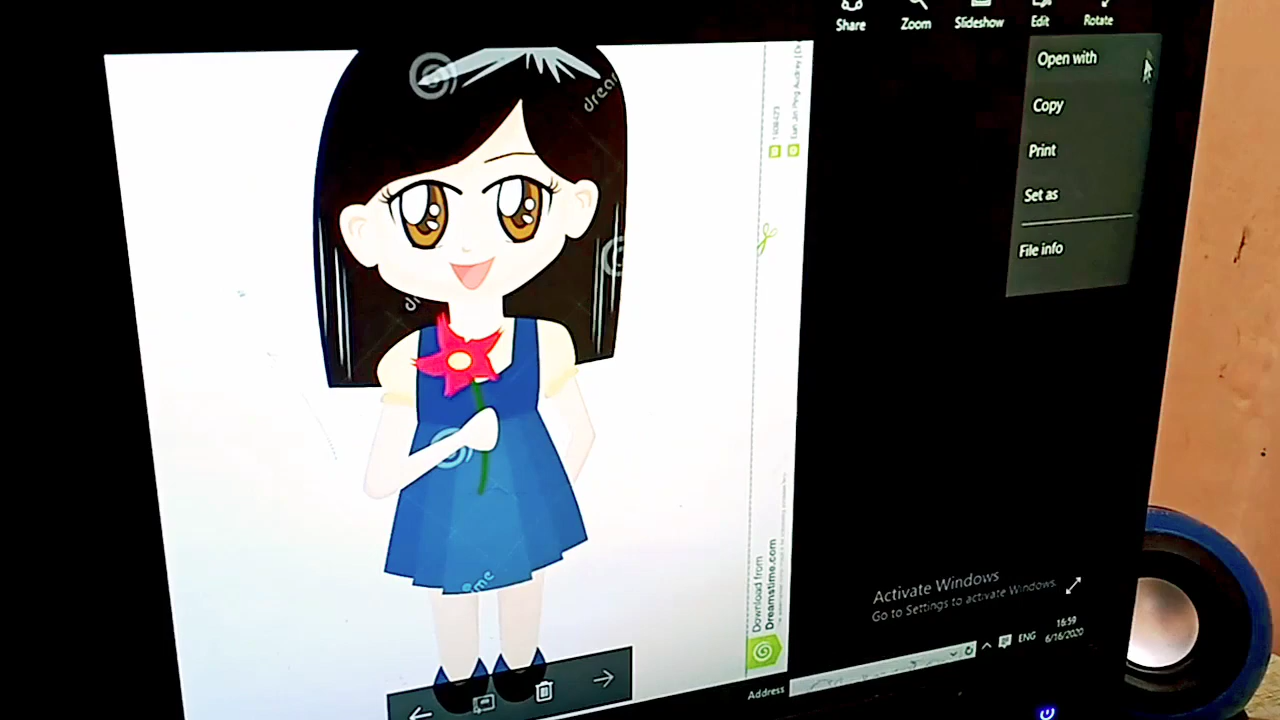 Share Zoom Slideshow Edit Rotate
Open with
Copy
Print
Set as
File info
Download from
Dreamstime.com
Activate Windows
Go to Settings to activate Windows.
16:59
ENG
6/16/2020
Address